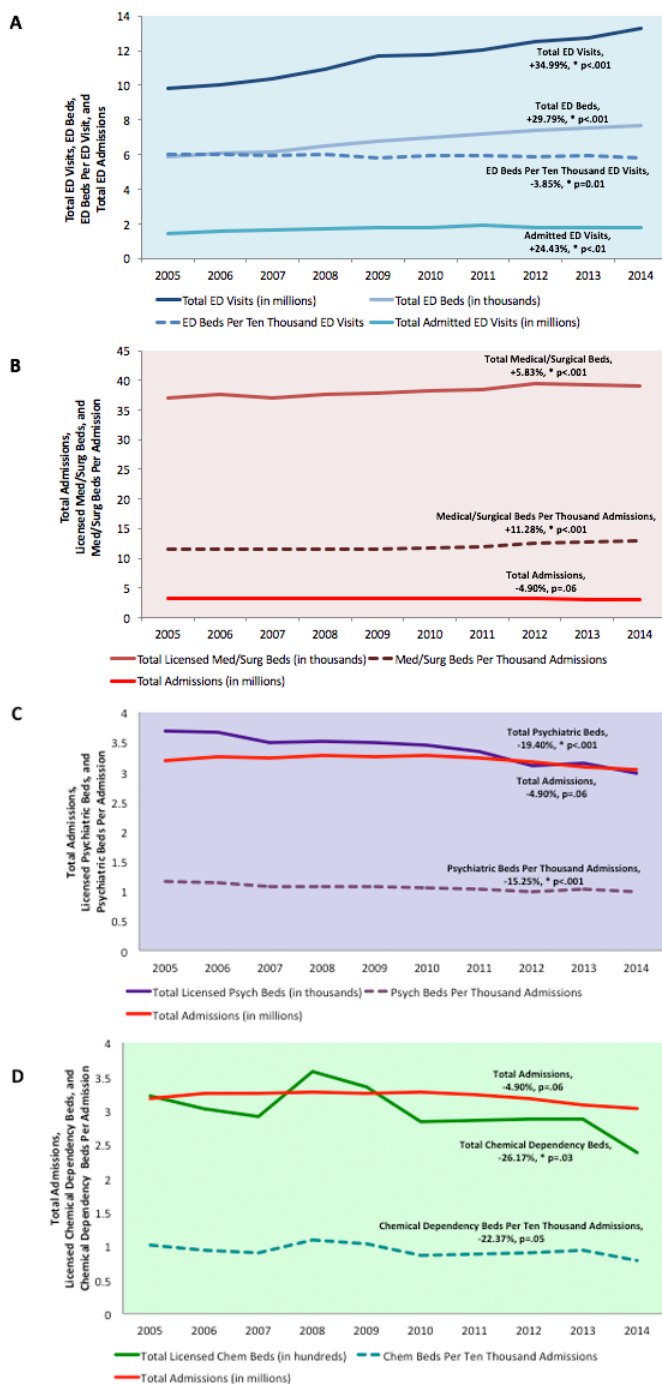 A
Total ED Visits, ED Beds,
ED Beds Per ED Visit, and
Total ED Admissions
14
12
10
8
6
4
2
0
Total ED Visits,
+34.99%, * p<.001
Total ED Beds,
+29.79%, * p<.001
ED Beds Per Ten Thousand ED Visits
-3.85%, * p=0.01
Admitted ED Visits,
+24.43%, * p<.01
2005 2006 2007 2008 2009 2010 2011 2012 2013 2014
Total ED Visits (in millions) Total ED Beds (in thousands)
ED Beds Per Ten Thousand ED Visits Total Admitted ED Visits (in millions)
B
Total Admissions,
Licensed Med/Surg Beds, and
Med/Surg Beds Per Admission
45
40
35
30
25
20
15
10
5
0
Total Medical/Surgical Beds,
+5.83%, * p<.001
Medical/Surgical Beds Per Thousand Admissions,
+11.28%, * p<.001
Total Admissions,
-4.90%, p=.06
2005 2006 2007 2008 2009 2010 2011 2012 2013 2014
Total Licensed Med/Surg Beds (in thousands) Med/Surg Beds Per Thousand Admissions
Total Admissions (in millions)
C
Total Admissions,
Licensed Psychiatric Beds, and
Psychiatric Beds Per Admission
4
3.5
3
2.5
2
1.5
1
0.5
0
Total Psychiatric Beds,
-19.40%, * p<.001
Total Admissions,
-4.90%, p=.06
Psychiatric Beds Per Thousand Admissions,
-15.25%, * p<.001
2005 2006 2007 2008 2009 2010 2011 2012 2013 2014
Total Licensed Psych Beds (in thousands) Psych Beds Per Thousand Admissions
Total Admissions (in millions)
D
Total Admissions,
Licensed Chemical Dependency Beds, and
Chemical Dependency Beds Per Admission
4
3.5
3
2.5
2
1.5
1
0.5
0
Total Admissions,
-4.90%, p=.06
Total Chemical Dependency Beds,
-26.17%, * p=.03
Chemical Dependency Beds Per Ten Thousand Admissions,
-22.37%, p=.05
2005 2006 2007 2008 2009 2010 2011 2012 2013 2014
Total Licensed Chem Beds (in hundreds) Chem Beds Per Ten Thousand Admissions
Total Admissions (in millions)